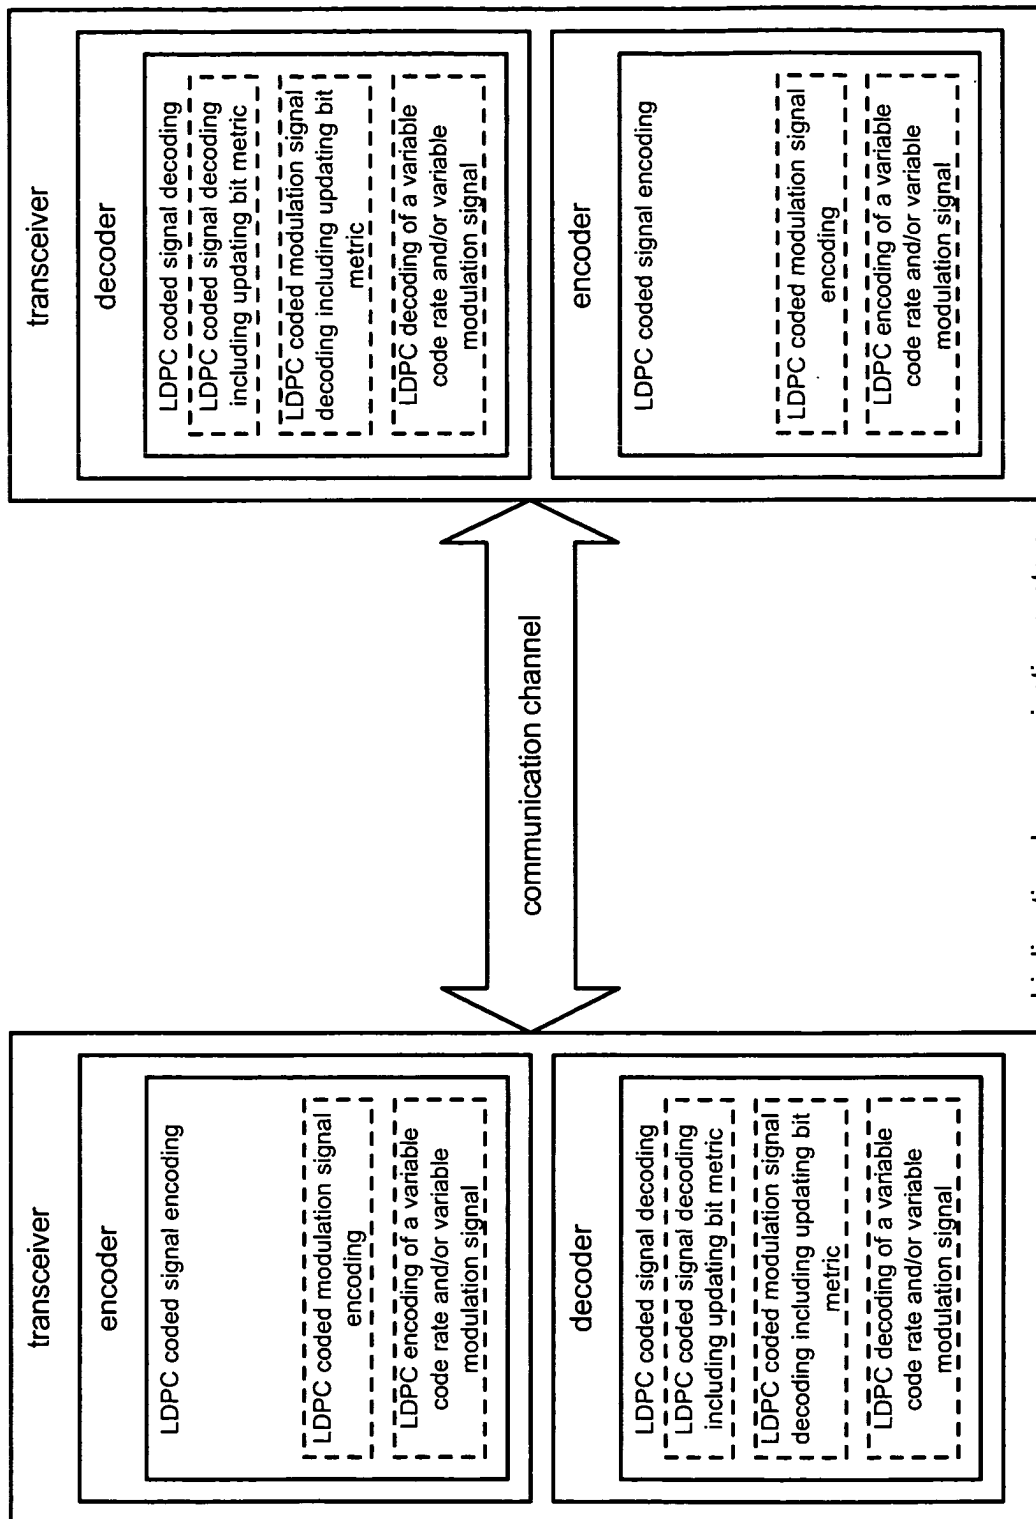 transceiver
encoder
LDPC coded signal encoding
LDPC coded modulation signal
encoding
LDPC encoding of a variable
code rate and/or variable
modulation signal
decoder
LDPC coded signal decoding
LDPC coded signal decoding
including updating bit metric
LDPC coded modulation signal
decoding including updating bit
metric
LDPC decoding of a variable
code rate and/or variable
modulation signal
communication channel
transceiver
decoder
LDPC coded signal decoding
LDPC coded signal decoding
including updating bit metric
LDPC coded modulation signal
decoding including updating bit
metric
LDPC decoding of a variable
code rate and/or variable
modulation signal
encoder
LDPC coded signal encoding
LDPC coded modulation signal
encoding
LDPC encoding of a variable
code rate and/or variable
modulation signal